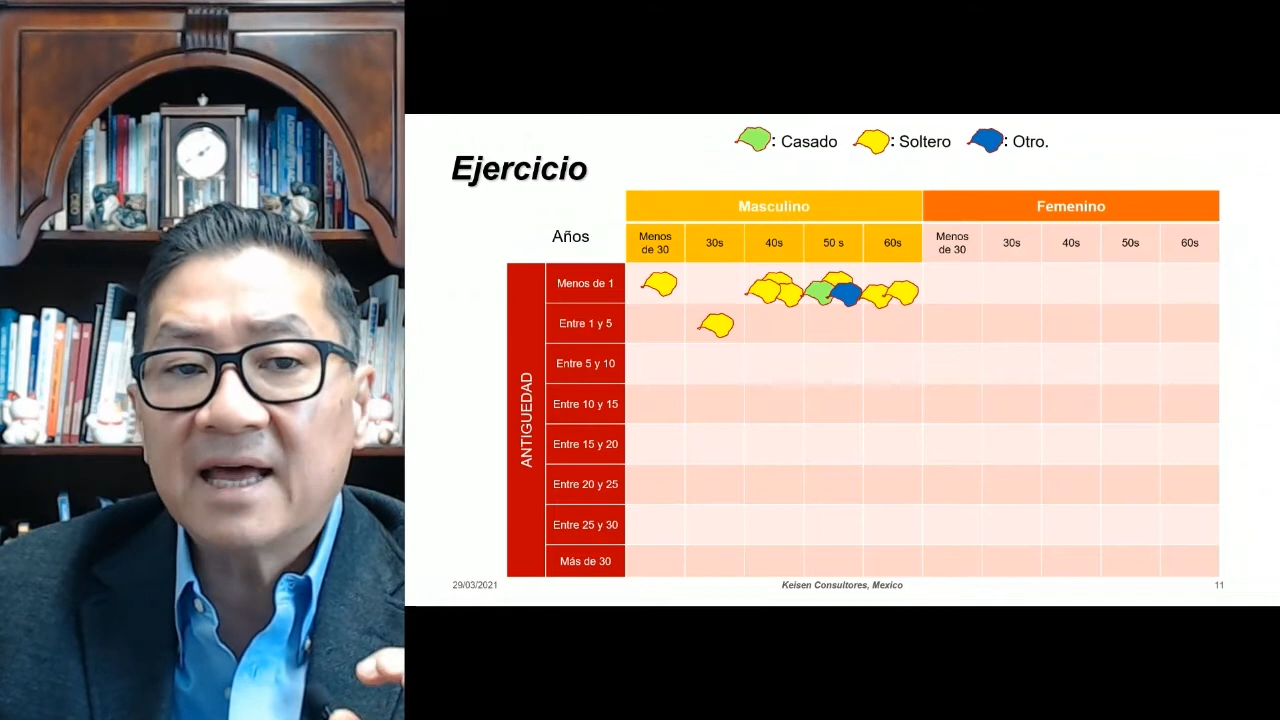 : Casado : Soltero : Otro.
Ejercicio
Masculino Femenino
Años
Menos de 30 30s 40s 50 s 60s Menos de 30 30s 40s 50s 60s
ANTIGUEDAD
Menos de 1
Entre 1 y 5
Entre 5 y 10
Entre 10 y 15
Entre 15 y 20
Entre 20 y 25
Entre 25 y 30
Más de 30
29/03/2021 Keisen Consultores, Mexico 11